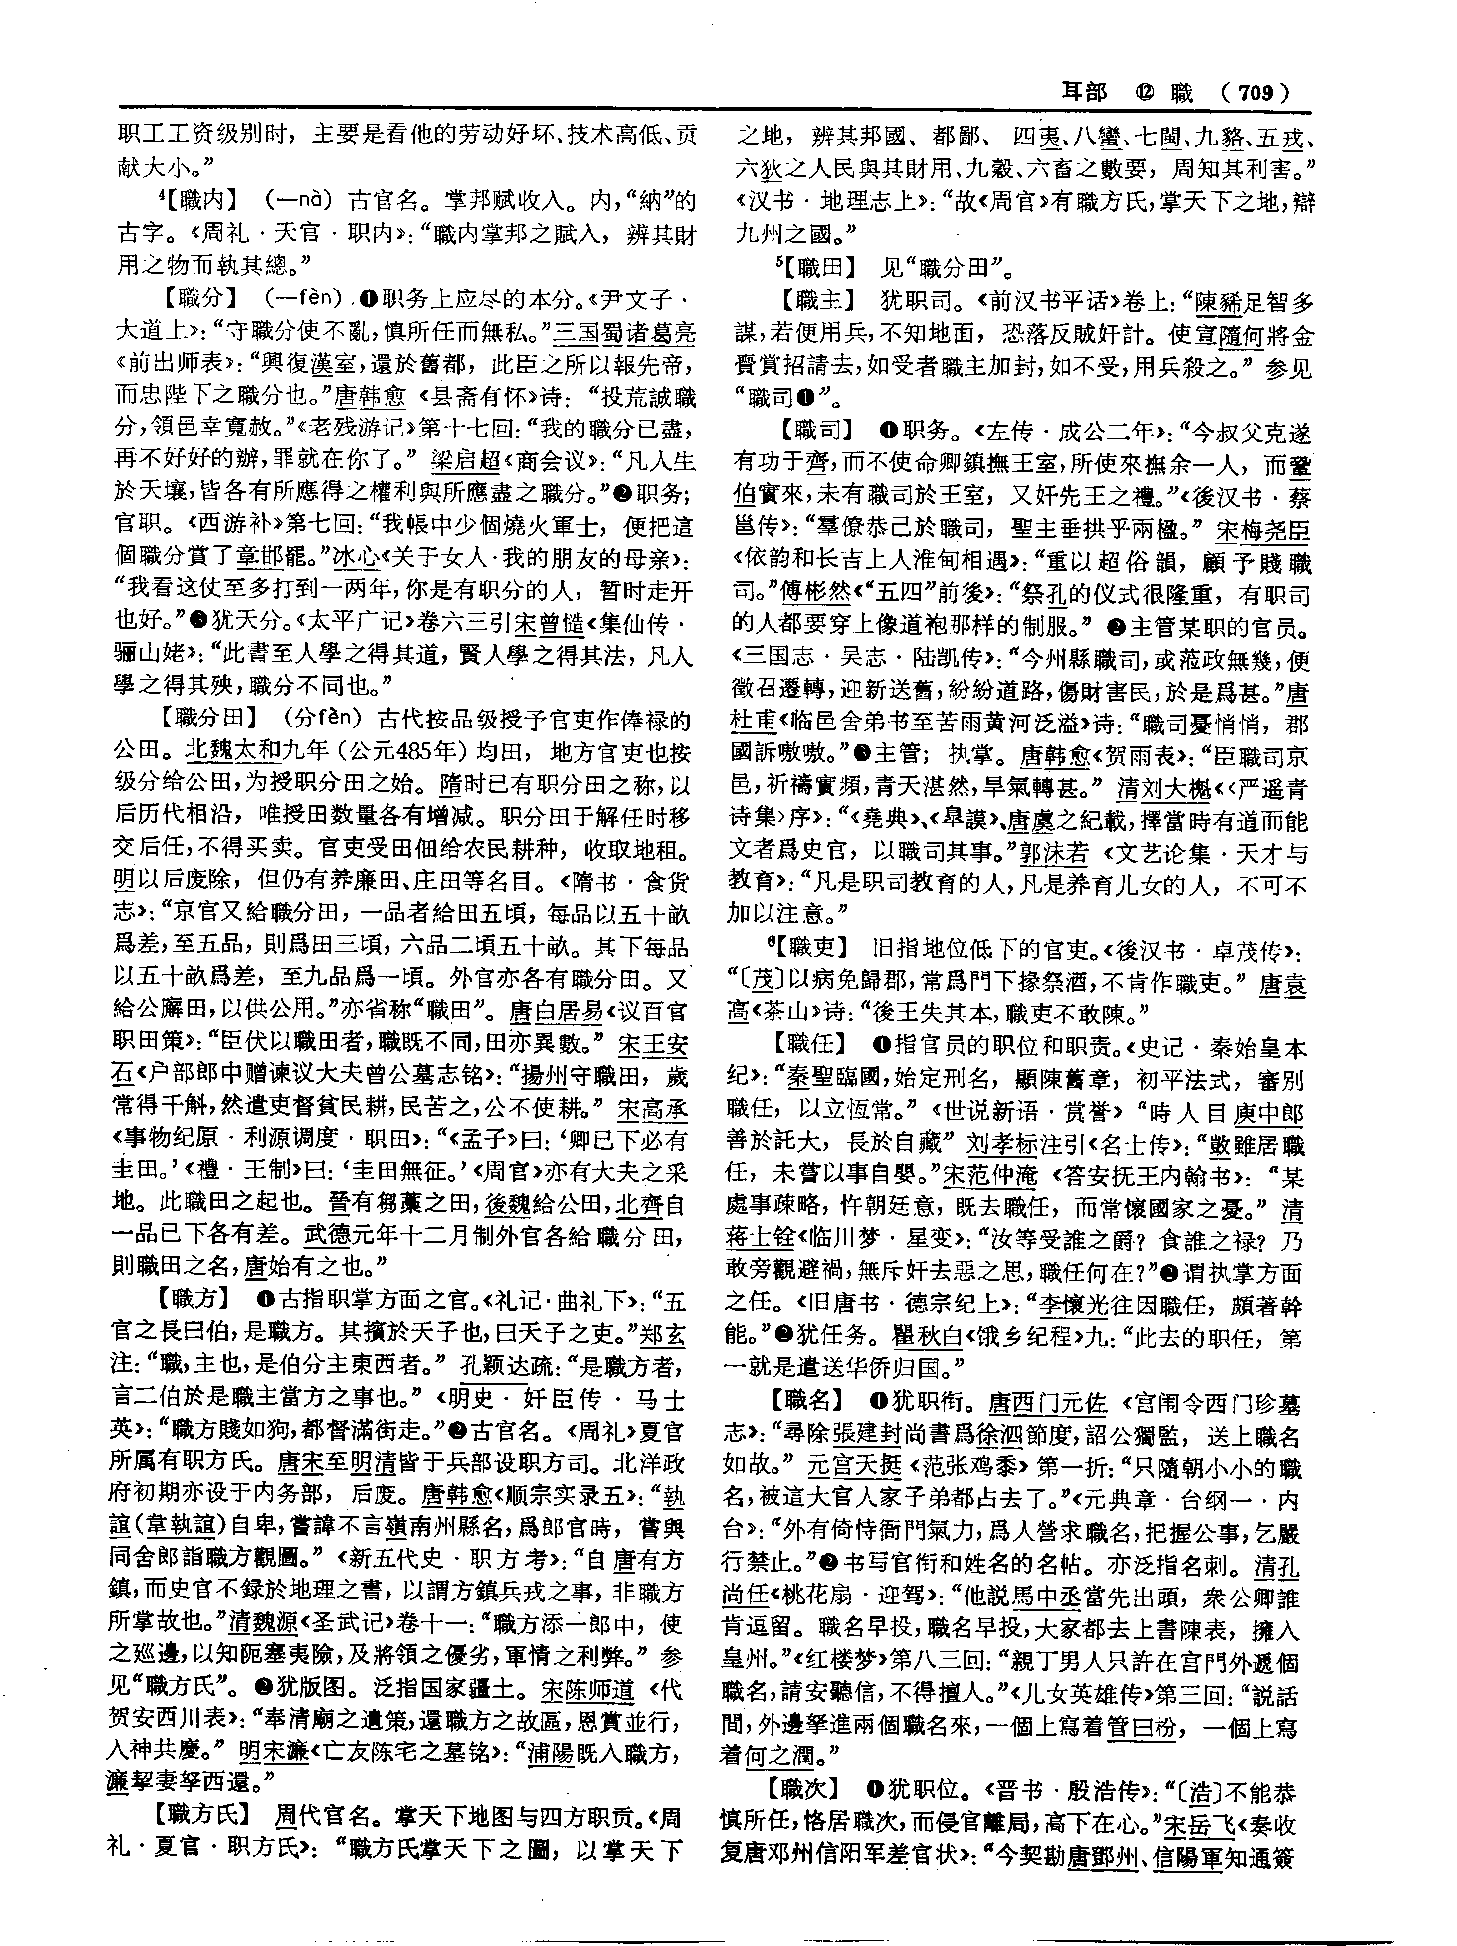 耳部 ⑫ 職 （709）
职工工资级别时，主要是看他的劳动好坏、技术高低、贡
献大小。”
⁴【職内】（—nà）古官名。掌邦赋收入。内，“納”的
古字。《周礼·天官·职内》：“職内掌邦之賦入，辨其財
用之物而執其總。”
【職分】（—fèn）．❶职务上应尽的本分。《尹文子·
大道上》：“守職分使不亂，慎所任而無私。”三国蜀诸葛亮
《前出师表》：“興復漢室，還於舊都，此臣之所以報先帝，
而忠陛下之職分也。”唐韩愈《县斋有怀》诗：“投荒誠職
分，領邑幸寬赦。”《老残游记》第十七回：“我的職分已盡，
再不好好的辦，罪就在你了。”梁启超《商会议》：“凡人生
於天壤，皆各有所應得之權利與所應盡之職分。”❷职务；
官职。《西游补》第七回：“我帳中少個燒火軍士，便把這
個職分賞了章邯罷。”冰心《关于女人·我的朋友的母亲》：
“我看这仗至多打到一两年，你是有职分的人，暂时走开
也好。”❸犹天分。《太平广记》卷六三引宋曾慥《集仙传·
骊山姥》：“此書至人學之得其道，賢人學之得其法，凡人
學之得其殃，職分不同也。”
【職分田】（分fèn）古代按品级授予官吏作俸禄的
公田。北魏太和九年（公元485年）均田，地方官吏也按
级分给公田，为授职分田之始。隋时已有职分田之称，以
后历代相沿，唯授田数量各有增减。职分田于解任时移
交后任，不得买卖。官吏受田佃给农民耕种，收取地租。
明以后废除，但仍有养廉田、庄田等名目。《隋书·食货
志》：“京官又給職分田，一品者給田五頃，每品以五十畝
爲差，至五品，則爲田三頃，六品二頃五十畝。其下每品
以五十畝爲差，至九品爲一頃。外官亦各有職分田。又
給公廨田，以供公用。”亦省称“職田”。唐白居易《议百官
职田策》：“臣伏以職田者，職既不同，田亦異數。”宋王安
石《户部郎中赠谏议大夫曾公墓志铭》：“揚州守職田，歲
常得千斛，然遣吏督貧民耕，民苦之，公不使耕。”宋高承
《事物纪原·利源调度·职田》：“《孟子》曰：‘卿已下必有
圭田。’《禮·王制》曰：‘圭田無征。’《周官》亦有大夫之采
地。此職田之起也。晉有芻藁之田，後魏給公田，北齊自
一品已下各有差。武德元年十二月制外官各給職分田，
則職田之名，唐始有之也。”
【職方】❶古指职掌方面之官。《礼记·曲礼下》：“五
官之長曰伯，是職方。其擯於天子也，曰天子之吏。”郑玄
注：“職，主也，是伯分主東西者。”孔颖达疏：“是職方者，
言二伯於是職主當方之事也。”《明史·奸臣传·马士
英》：“職方賤如狗，都督滿街走。”❷古官名。《周礼》夏官
所属有职方氏。唐宋至明清皆于兵部设职方司。北洋政
府初期亦设于内务部，后废。唐韩愈《顺宗实录五》：“執
誼（韋執誼）自卑，嘗諱不言嶺南州縣名，爲郎官時，嘗與
同舍郎詣職方觀圖。”《新五代史·职方考》：“自唐有方
鎮，而史官不録於地理之書，以謂方鎮兵戎之事，非職方
所掌故也。”清魏源《圣武记》卷十一：“職方添一郎中，使
之巡邊，以知阨塞夷險，及將領之優劣，軍情之利弊。”参
见“職方氏”。❸犹版图。泛指国家疆土。宋陈师道《代
贺安西川表》：“奉清廟之遺策，還職方之故區，恩賞並行，
人神共慶。”明宋濂《亡友陈宅之墓铭》：“浦陽既入職方，
濂挈妻孥西還。”
【職方氏】周代官名。掌天下地图与四方职贡。《周
礼·夏官·职方氏》：“職方氏掌天下之圖，以掌天下
之地，辨其邦國、都鄙、四夷、八蠻、七閩、九貉、五戎、
六狄之人民與其財用、九穀、六畜之數要，周知其利害。”
《汉书·地理志上》：“故《周官》有職方氏，掌天下之地，辯
九州之國。”
⁵【職田】见“職分田”。
【職主】犹职司。《前汉书平话》卷上：“陳豨足智多
謀，若便用兵，不知地面，恐落反賊奸計。使宣隨何將金
賫賞招請去，如受者職主加封，如不受，用兵殺之。”参见
“職司❶”。
【職司】❶职务。《左传·成公二年》：“今叔父克遂
有功于齊，而不使命卿鎮撫王室，所使來撫余一人，而鞏
伯實來，未有職司於王室，又奸先王之禮。”《後汉书·蔡
邕传》：“羣僚恭己於職司，聖主垂拱乎兩楹。”宋梅尧臣
《依韵和长吉上人淮甸相遇》：“重以超俗韻，顧予賤職
司。”傅彬然《“五四”前後》：“祭孔的仪式很隆重，有职司
的人都要穿上像道袍那样的制服。”❷主管某职的官员。
《三国志·吴志·陆凯传》：“今州縣職司，或蒞政無幾，便
徵召遷轉，迎新送舊，紛紛道路，傷財害民，於是爲甚。”唐
杜甫《临邑舍弟书至苦雨黄河泛溢》诗：“職司憂悄悄，郡
國訴嗷嗷。”❸主管；执掌。唐韩愈《贺雨表》：“臣職司京
邑，祈禱實頻，青天湛然，旱氣轉甚。”清刘大櫆《〈严遥青
诗集〉序》：“《堯典》、《臯謨》、唐虞之紀載，擇當時有道而能
文者爲史官，以職司其事。”郭沫若《文艺论集·天才与
教育》：“凡是职司教育的人，凡是养育儿女的人，不可不
加以注意。”
⁶【職吏】旧指地位低下的官吏。《後汉书·卓茂传》：
“〔茂〕以病免歸郡，常爲門下掾祭酒，不肯作職吏。”唐袁
高《茶山》诗：“後王失其本，職吏不敢陳。”
【職任】❶指官员的职位和职责。《史记·秦始皇本
纪》：“秦聖臨國，始定刑名，顯陳舊章，初平法式，審別
職任，以立恆常。”《世说新语·赏誉》“時人目庾中郎
善於託大，長於自藏”刘孝标注引《名士传》：“敳雖居職
任，未嘗以事自嬰。”宋范仲淹《答安抚王内翰书》：“某
處事疎略，忤朝廷意，既去職任，而常懷國家之憂。”清
蒋士铨《临川梦·星变》：“汝等受誰之爵？食誰之禄？乃
敢旁觀避禍，無斥奸去惡之思，職任何在？”❷谓执掌方面
之任。《旧唐书·德宗纪上》：“李懷光往因職任，頗著幹
能。”❷犹任务。瞿秋白《饿乡纪程》九：“此去的职任，第
一就是遣送华侨归国。”
【職名】❶犹职衔。唐西门元佐《宫闱令西门珍墓
志》：“尋除張建封尚書爲徐泗節度，詔公獨監，送上職名
如故。”元宫天挺《范张鸡黍》第一折：“只隨朝小小的職
名，被這大官人家子弟都占去了。”《元典章·台纲一·内
台》：“外有倚恃衙門氣力，爲人營求職名，把握公事，乞嚴
行禁止。”❷书写官衔和姓名的名帖。亦泛指名刺。清孔
尚任《桃花扇·迎驾》：“他説馬中丞當先出頭，衆公卿誰
肯逗留。職名早投，職名早投，大家都去上書陳表，擁入
皇州。”《红楼梦》第八三回：“親丁男人只許在宮門外遞個
職名，請安聽信，不得擅入。”《儿女英雄传》第三回：“説話
間，外邊拏進兩個職名來，一個上寫着管曰枌，一個上寫
着何之潤。”
【職次】❶犹职位。《晋书·殷浩传》：“〔浩〕不能恭
慎所任，恪居職次，而侵官離局，高下在心。”宋岳飞《奏收
复唐邓州信阳军差官状》：“今契勘唐鄧州、信陽軍知通簽